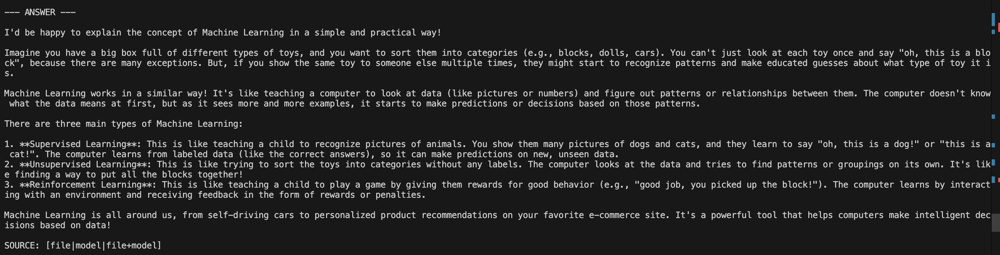 --- ANSWER ---
I'd be happy to explain the concept of Machine Learning in a simple and practical way!
Imagine you have a big box full of different types of toys, and you want to sort them into categories (e.g., blocks, dolls, cars). You can't just look at each toy once and say "oh, this is a blo
ck", because there are many exceptions. But, if you show the same toy to someone else multiple times, they might start to recognize patterns and make educated guesses about what type of toy it i
s.
Machine Learning works in a similar way! It's like teaching a computer to look at data (like pictures or numbers) and figure out patterns or relationships between them. The computer doesn't know
what the data means at first, but as it sees more and more examples, it starts to make predictions or decisions based on those patterns.
There are three main types of Machine Learning:
1. **Supervised Learning**: This is like teaching a child to recognize pictures of animals. You show them many pictures of dogs and cats, and they learn to say "oh, this is a dog!" or "this is a
cat!". The computer learns from labeled data (like the correct answers), so it can make predictions on new, unseen data.
2. **Unsupervised Learning**: This is like trying to sort the toys into categories without any labels. The computer looks at the data and tries to find patterns or groupings on its own. It's lik
e finding a way to put all the blocks together!
3. **Reinforcement Learning**: This is like teaching a child to play a game by giving them rewards for good behavior (e.g., "good job, you picked up the block!"). The computer learns by interact
ing with an environment and receiving feedback in the form of rewards or penalties.
Machine Learning is all around us, from self-driving cars to personalized product recommendations on your favorite e-commerce site. It's a powerful tool that helps computers make intelligent dec
isions based on data!
SOURCE: [file|model|file+model]